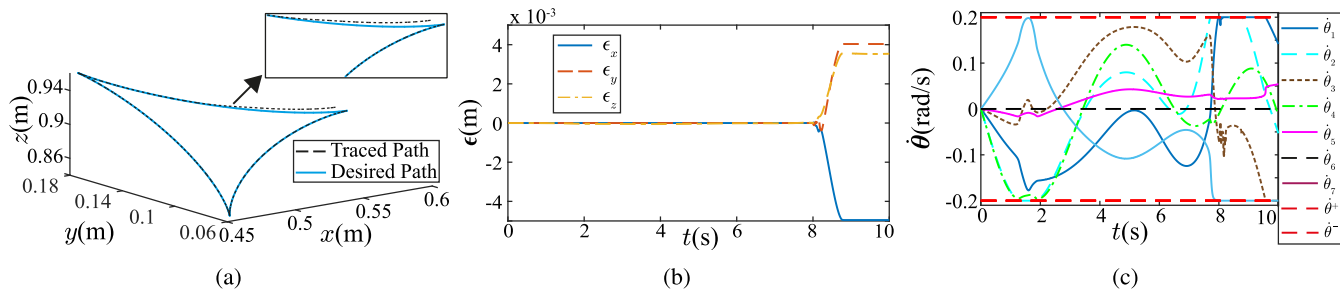 z(m)
0.94
0.9
0.86
0.18
0.14
0.1
0.06
y(m)
0.45
0.5
0.55
0.6
x(m)
Traced Path
Desired Path
(a)
x 10⁻³
ϵ(m)
4
2
0
-2
-4
ϵₓ
ϵᵧ
ϵ_z
0 2 4 6 8 10
t(s)
(b)
θ̇(rad/s)
0.2
0.1
0
-0.1
-0.2
0 2 4 6 8 10
t(s)
θ̇₁
θ̇₂
θ̇₃
θ̇₄
θ̇₅
θ̇₆
θ̇₇
θ̇⁺
θ̇⁻
(c)